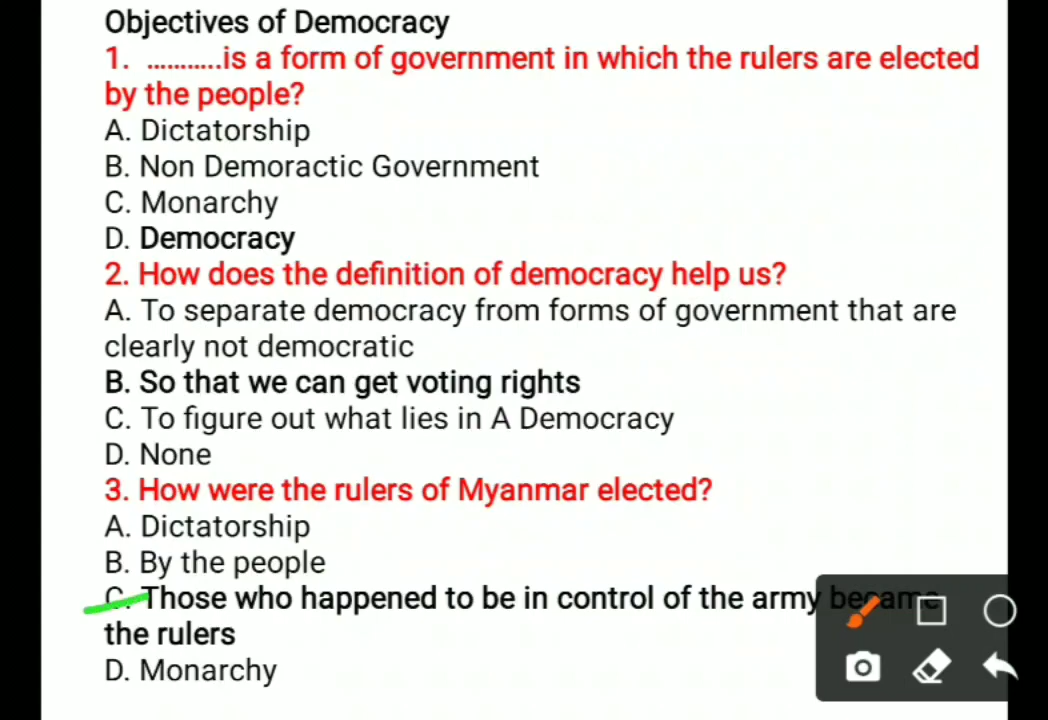 Objectives of Democracy
1. ...........is a form of government in which the rulers are elected
by the people?
A. Dictatorship
B. Non Demoractic Government
C. Monarchy
D. Democracy
2. How does the definition of democracy help us?
A. To separate democracy from forms of government that are
clearly not democratic
B. So that we can get voting rights
C. To figure out what lies in A Democracy
D. None
3. How were the rulers of Myanmar elected?
A. Dictatorship
B. By the people
C. Those who happened to be in control of the army became
the rulers
D. Monarchy